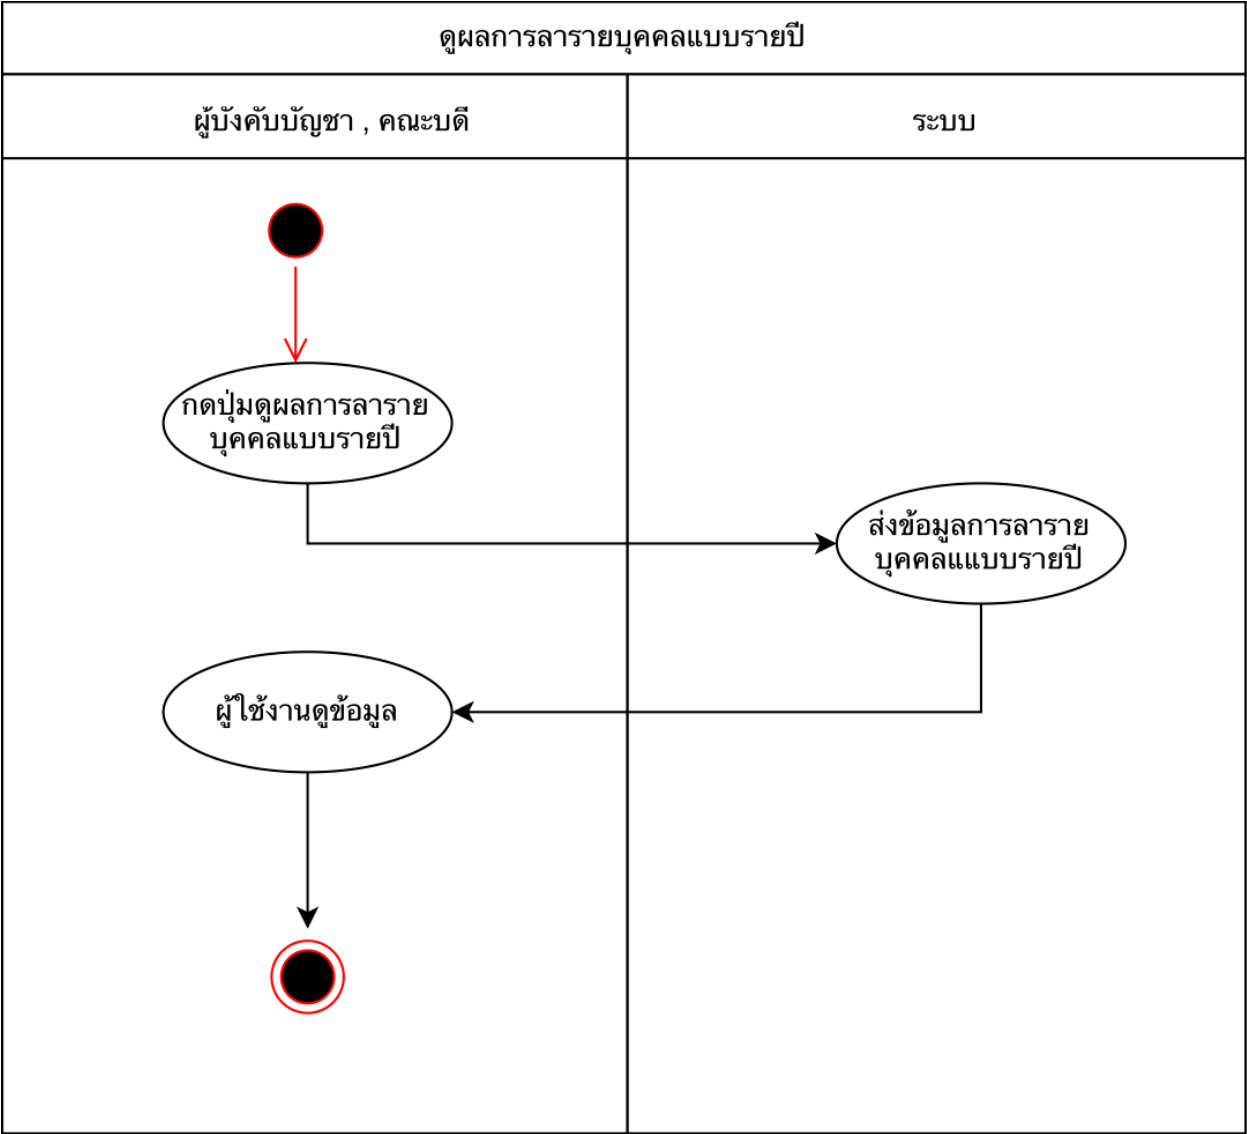 ดูผลการลารายบุคคลแบบรายปี
ผู้บังคับบัญชา , คณะบดี
ระบบ
กดปุ่มดูผลการลาราย
บุคคลแบบรายปี
ส่งข้อมูลการลาราย
บุคคลแแบบรายปี
ผู้ใช้งานดูข้อมูล